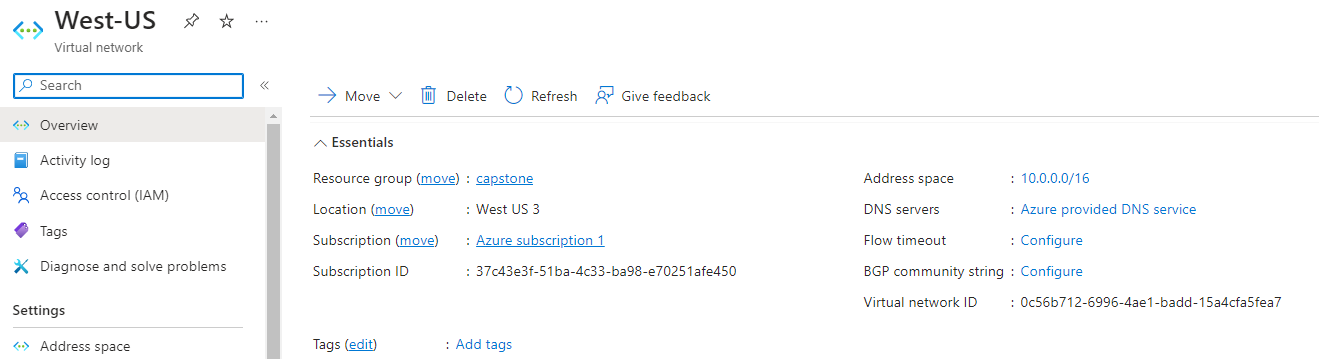 West-US
Virtual network
Search
Overview
Activity log
Access control (IAM)
Tags
Diagnose and solve problems
Settings
Address space
Move
Delete
Refresh
Give feedback
Essentials
Resource group (move) : capstone
Location (move) : West US 3
Subscription (move) : Azure subscription 1
Subscription ID : 37c43e3f-51ba-4c33-ba98-e70251afe450
Address space : 10.0.0.0/16
DNS servers : Azure provided DNS service
Flow timeout : Configure
BGP community string : Configure
Virtual network ID : 0c56b712-6996-4ae1-badd-15a4cfa5fea7
Tags (edit) : Add tags